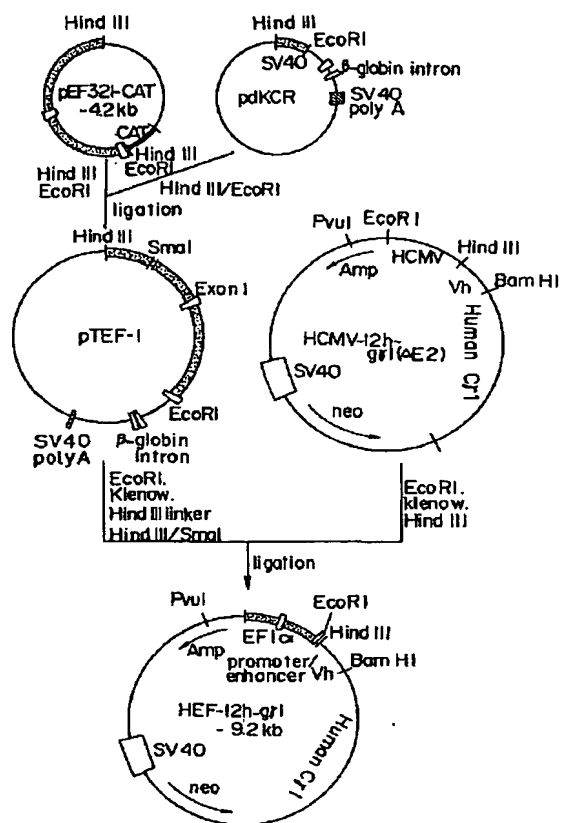 Hind III
pEF321-CAT
-4.2 kb
CAT
Hind III
EcoRI
Hind III
EcoRI
SV40
β-globin intron
SV40
poly A
pdKCR
Hind III
EcoRI
Hind III/EcoRI
ligation
Hind III
SmaI
Exon I
pTEF-1
EcoRI
SV40
polyA
β-globin
intron
PvuI
EcoRI
HCMV
Hind III
Vh
Bam HI
Amp
HCMV-12h-
gγ1(ΔE2)
Human Cγ1
SV40
neo
EcoRI.
Klenow.
Hind III linker
Hind III/SmaI
EcoRI.
klenow.
Hind III
ligation
PvuI
EcoRI
Hind III
EF1α
promoter/
enhancer
Vh
Bam HI
Amp
HEF-12h-gγ1
- 9.2 kb
Human Cγ1
SV40
neo